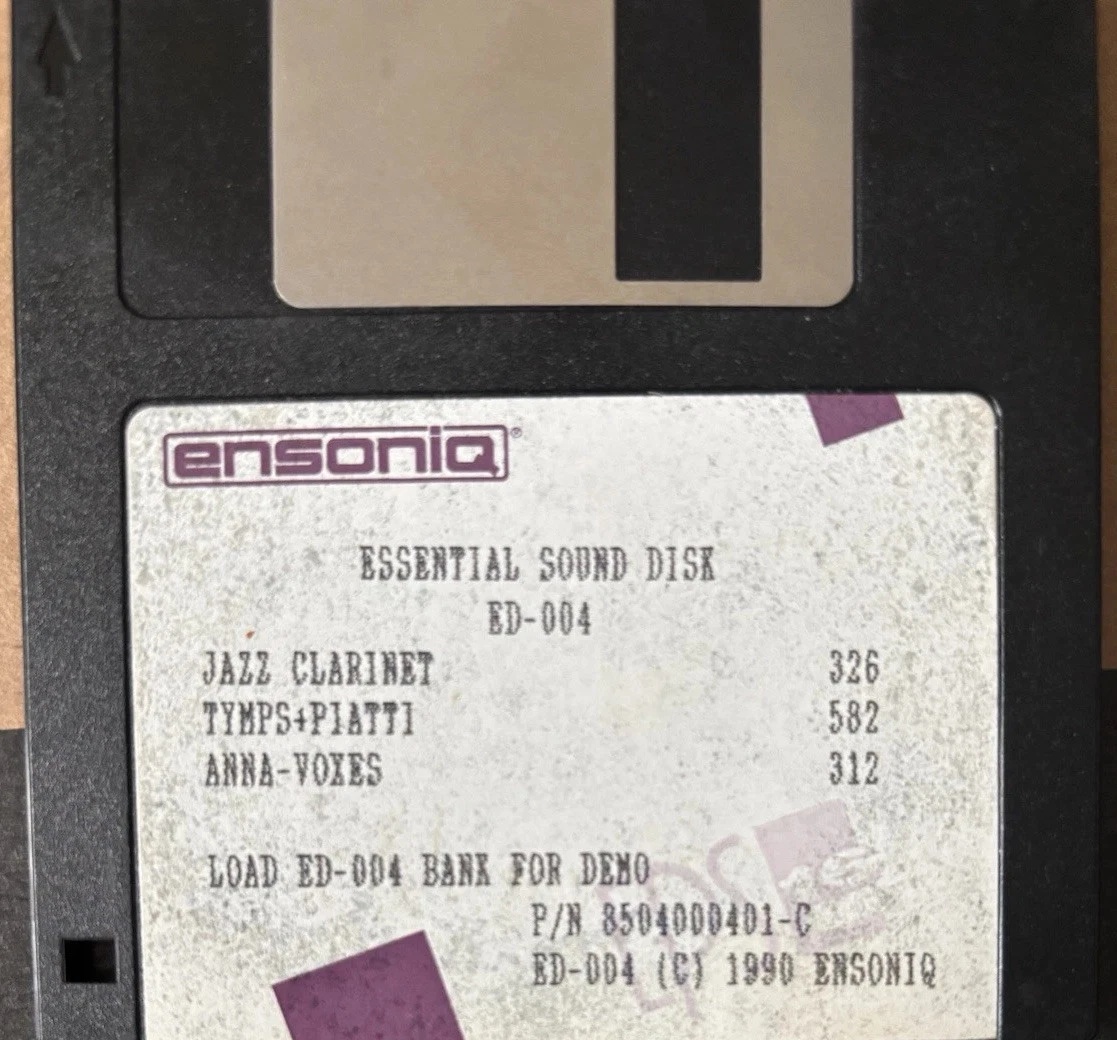 ensoniq®
ESSENTIAL SOUND DISK
ED-004
JAZZ CLARINET 326
TYMPS+PIATTI 582
ANNA-VOXES 312
LOAD ED-004 BANK FOR DEMO
P/N 8504000401-C
ED-004 (C) 1990 ENSONIQ